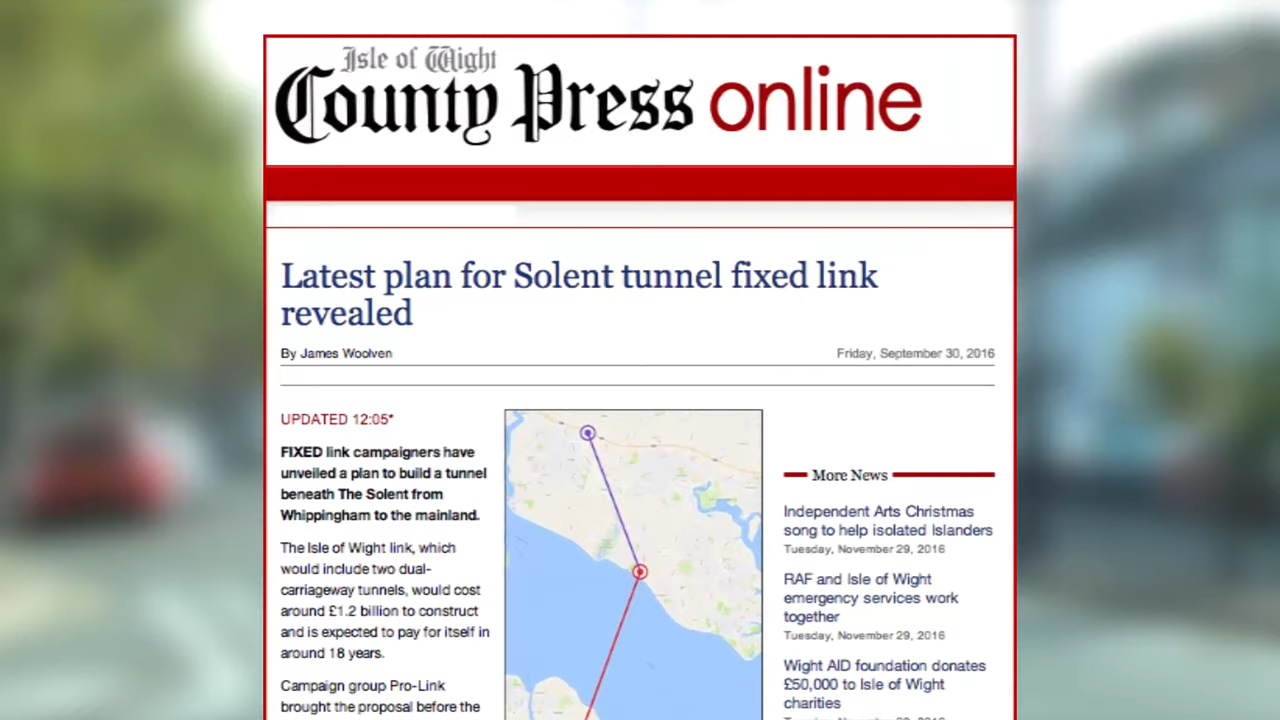 Isle of Wight
County Press online
Latest plan for Solent tunnel fixed link
revealed
By James Woolven
Friday, September 30, 2016
UPDATED 12:05*
FIXED link campaigners have
unveiled a plan to build a tunnel
beneath The Solent from
Whippingham to the mainland.
The Isle of Wight link, which
would include two dual-
carriageway tunnels, would cost
around £1.2 billion to construct
and is expected to pay for itself in
around 18 years.
Campaign group Pro-Link
brought the proposal before the
More News
Independent Arts Christmas
song to help isolated Islanders
Tuesday, November 29, 2016
RAF and Isle of Wight
emergency services work
together
Tuesday, November 29, 2016
Wight AID foundation donates
£50,000 to Isle of Wight
charities
Tuesday, November 29, 2016